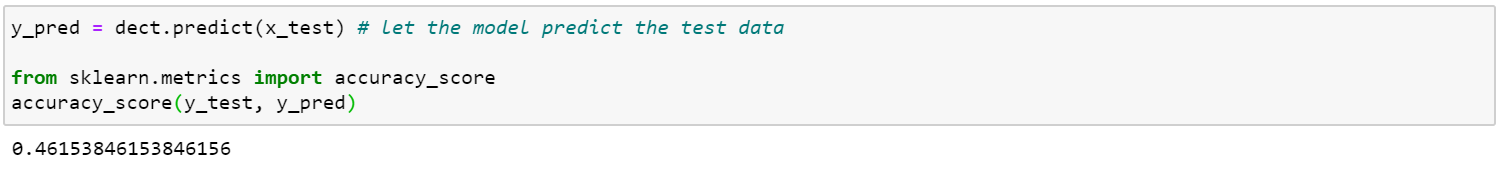 y_pred = dect.predict(x_test) # let the model predict the test data
from sklearn.metrics import accuracy_score
accuracy_score(y_test, y_pred)
0.46153846153846156